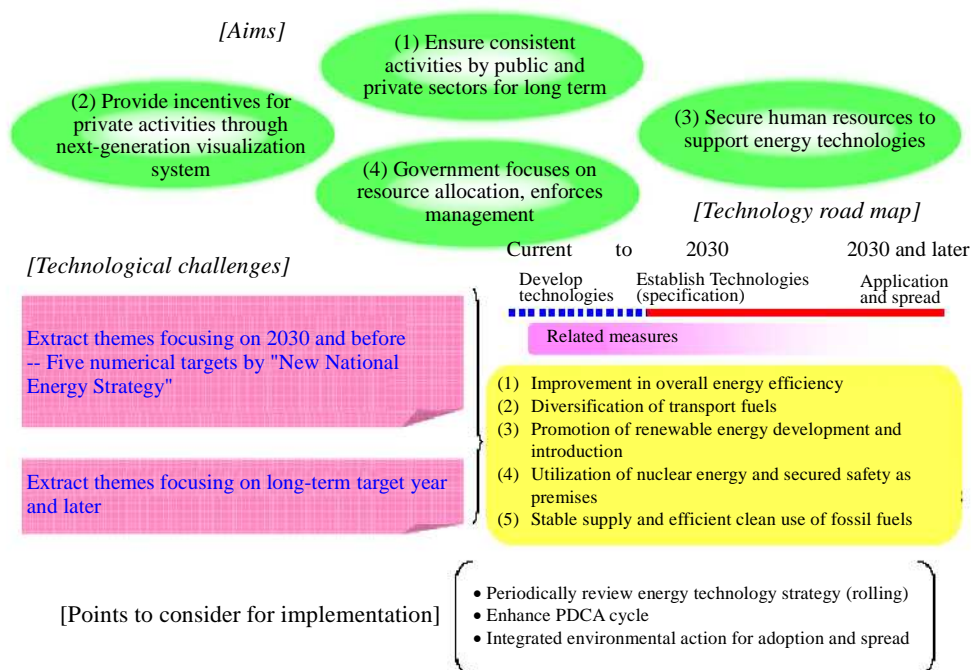 [Aims]
(1) Ensure consistent
activities by public and
private sectors for long term
(2) Provide incentives for
private activities through
next-generation visualization
system
(3) Secure human resources to
support energy technologies
(4) Government focuses on
resource allocation, enforces
management
[Technology road map]
Current to 2030 2030 and later
Develop
technologies
Establish Technologies
(specification)
Application
and spread
Related measures
[Technological challenges]
Extract themes focusing on 2030 and before
-- Five numerical targets by "New National
Energy Strategy"
Extract themes focusing on long-term target year
and later
(1) Improvement in overall energy efficiency
(2) Diversification of transport fuels
(3) Promotion of renewable energy development and
introduction
(4) Utilization of nuclear energy and secured safety as
premises
(5) Stable supply and efficient clean use of fossil fuels
[Points to consider for implementation]
• Periodically review energy technology strategy (rolling)
• Enhance PDCA cycle
• Integrated environmental action for adoption and spread